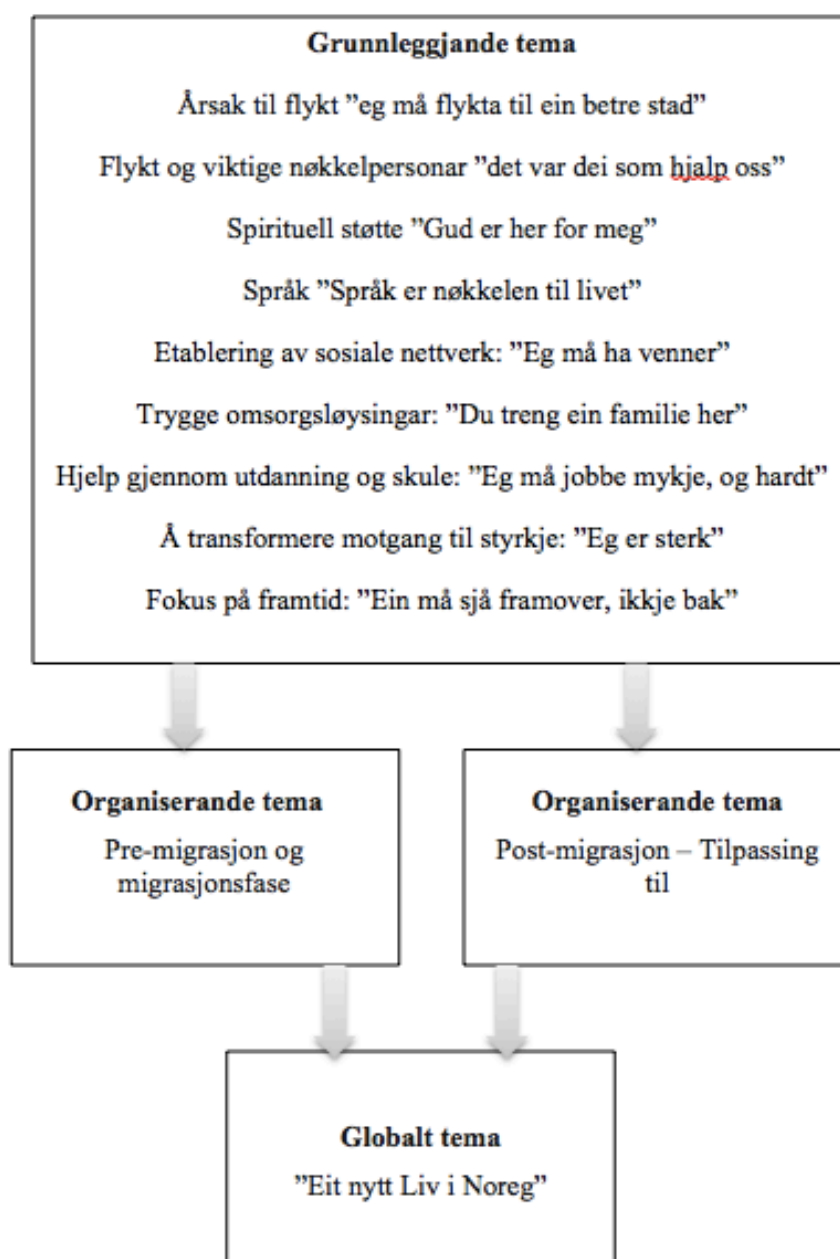 Grunnleggjande tema
Årsak til flykt ”eg må flykta til ein betre stad”
Flykt og viktige nøkkelpersonar ”det var dei som hjalp oss”
Spirituell støtte ”Gud er her for meg”
Språk ”Språk er nøkkelen til livet”
Etablering av sosiale nettverk: ”Eg må ha venner”
Trygge omsorgsløysingar: ”Du treng ein familie her”
Hjelp gjennom utdanning og skule: ”Eg må jobbe mykje, og hardt”
Å transformere motgang til styrkje: ”Eg er sterk”
Fokus på framtid: ”Ein må sjå framover, ikkje bak”
Organiserande tema
Pre-migrasjon og
migrasjonsfase
Organiserande tema
Post-migrasjon – Tilpassing
til
Globalt tema
”Eit nytt Liv i Noreg”